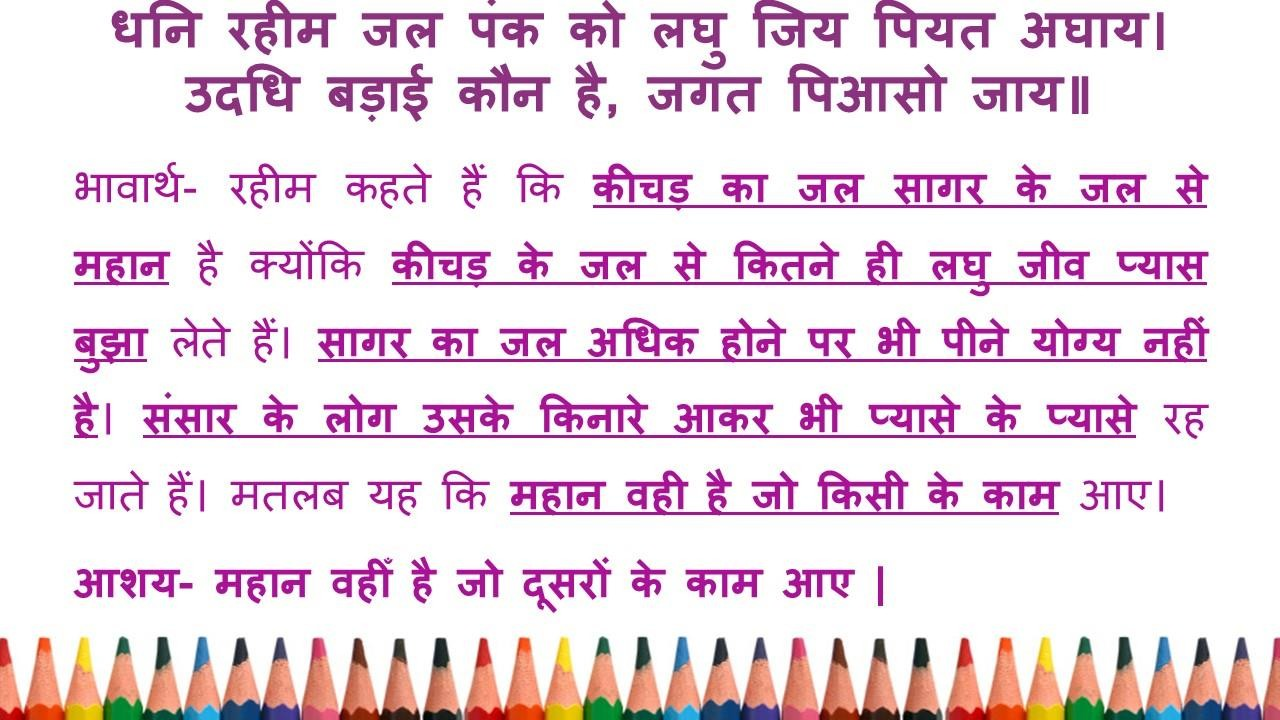 धनि रहीम जल पंक को लघु जिय पियत अघाय।
उदधि बड़ाई कौन है, जगत पिआसो जाय॥
भावार्थ- रहीम कहते हैं कि कीचड़ का जल सागर के जल से
महान है क्योंकि कीचड़ के जल से कितने ही लघु जीव प्यास
बुझा लेते हैं। सागर का जल अधिक होने पर भी पीने योग्य नहीं
है। संसार के लोग उसके किनारे आकर भी प्यासे के प्यासे रह
जाते हैं। मतलब यह कि महान वही है जो किसी के काम आए।
आशय- महान वहीँ है जो दूसरों के काम आए |